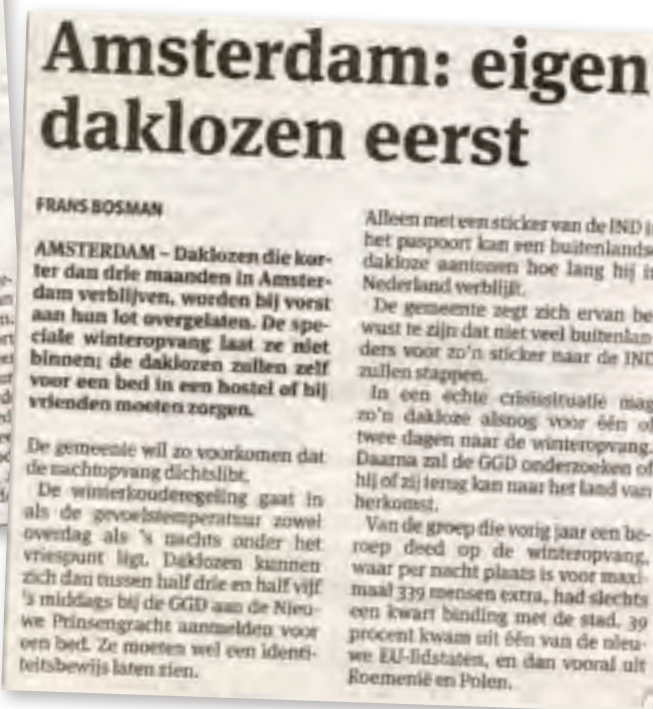 Amsterdam: eigen
daklozen eerst
FRANS BOSMAN
AMSTERDAM – Daklozen die kor-
ter dan drie maanden in Amster-
dam verblijven, worden bij vorst
aan hun lot overgelaten. De spe-
ciale winteropvang laat ze niet
binnen; de daklozen zullen zelf
voor een bed in een hostel of bij
vrienden moeten zorgen.
De gemeente wil zo voorkomen dat
de nachtopvang dichtslibt.
De winterkouderegeling gaat in
als de gevoelstemperatuur zowel
overdag als 's nachts onder het
vriespunt ligt. Daklozen kunnen
zich dan tussen half drie en half vijf
's middags bij de GGD aan de Nieu-
we Prinsengracht aanmelden voor
een bed. Ze moeten wel een identi-
teitsbewijs laten zien.
Alleen met een sticker van de IND
het paspoort kan een buitenlandse
dakloze aantonen hoe lang hij
Nederland verblijft.
De gemeente zegt zich ervan be
wust te zijn dat niet veel buitenlan
ders voor zo'n sticker naar de IND
zullen stappen.
In een echte crisissituatie mag
zo'n dakloze alsnog voor één of
twee dagen naar de winteropvang.
Daarna zal de GGD onderzoeken of
hij of zij terug kan naar het land van
herkomst.
Van de groep die vorig jaar een be-
roep deed op de winteropvang,
waar per nacht plaats is voor maxi-
maal 339 mensen extra, had slechts
een kwart binding met de stad. 39
procent kwam uit één van de nieu-
we EU-lidstaten, en dan vooral uit
Roemenië en Polen.